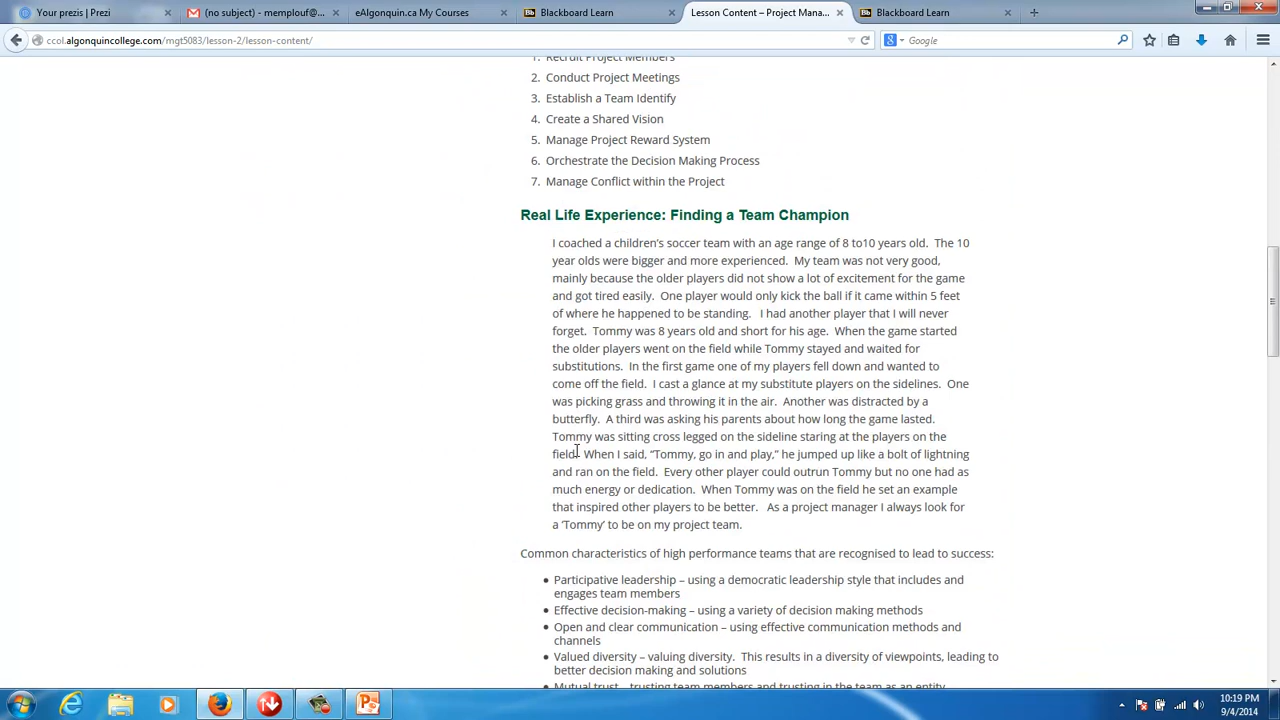 Your prezis | Prezi
(no subject) - memplouf@...
eAlgonquin.ca My Courses
Blackboard Learn
Lesson Content – Project Mana...
Blackboard Learn
ccol.algonquincollege.com/mgt5083/lesson-2/lesson-content/
Google
1. Recruit Project Members
2. Conduct Project Meetings
3. Establish a Team Identify
4. Create a Shared Vision
5. Manage Project Reward System
6. Orchestrate the Decision Making Process
7. Manage Conflict within the Project
Real Life Experience: Finding a Team Champion
I coached a children's soccer team with an age range of 8 to10 years old. The 10
year olds were bigger and more experienced. My team was not very good,
mainly because the older players did not show a lot of excitement for the game
and got tired easily. One player would only kick the ball if it came within 5 feet
of where he happened to be standing. I had another player that I will never
forget. Tommy was 8 years old and short for his age. When the game started
the older players went on the field while Tommy stayed and waited for
substitutions. In the first game one of my players fell down and wanted to
come off the field. I cast a glance at my substitute players on the sidelines. One
was picking grass and throwing it in the air. Another was distracted by a
butterfly. A third was asking his parents about how long the game lasted.
Tommy was sitting cross legged on the sideline staring at the players on the
field. When I said, “Tommy, go in and play,” he jumped up like a bolt of lightning
and ran on the field. Every other player could outrun Tommy but no one had as
much energy or dedication. When Tommy was on the field he set an example
that inspired other players to be better. As a project manager I always look for
a ‘Tommy’ to be on my project team.
Common characteristics of high performance teams that are recognised to lead to success:
• Participative leadership – using a democratic leadership style that includes and
engages team members
• Effective decision-making – using a variety of decision making methods
• Open and clear communication – using effective communication methods and
channels
• Valued diversity – valuing diversity. This results in a diversity of viewpoints, leading to
better decision making and solutions
• Mutual trust – trusting team members and trusting in the team as an entity
10:19 PM
9/4/2014